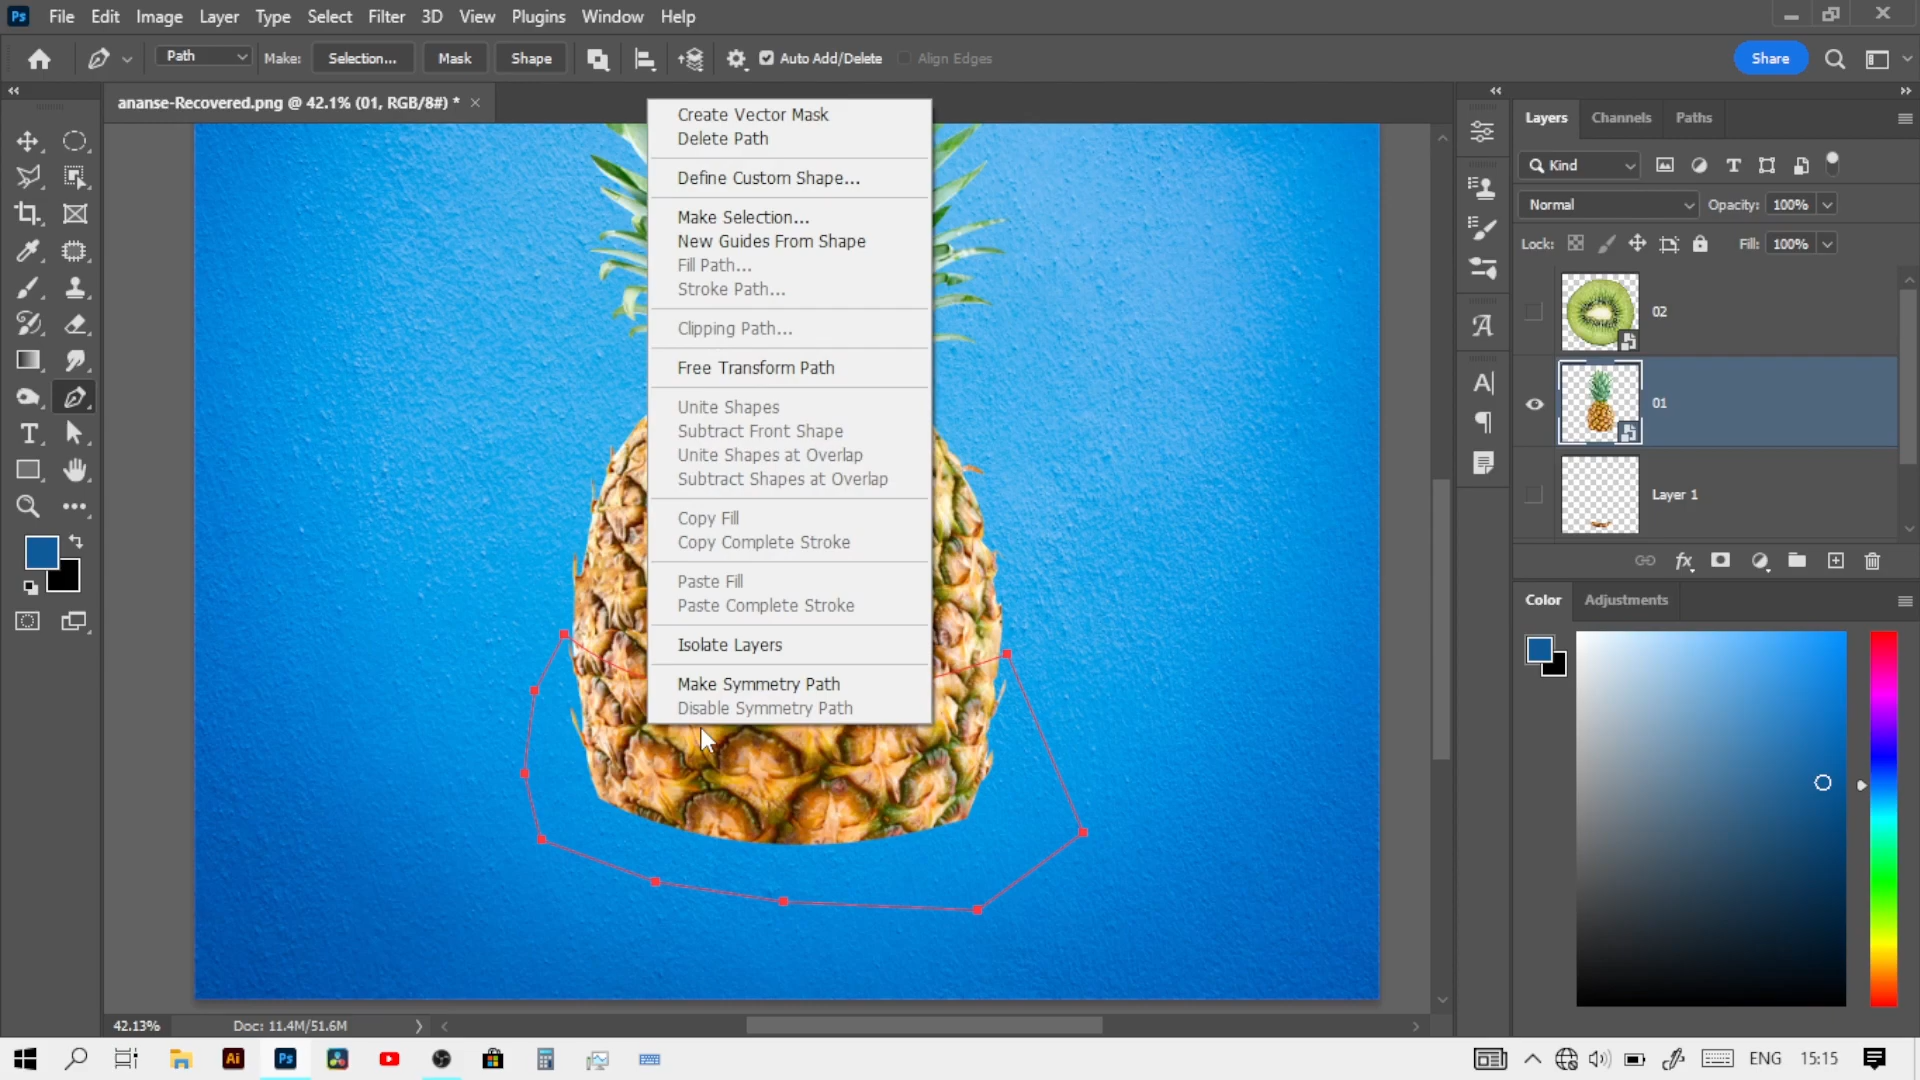 Ps File Edit Image Layer Type Select Filter 3D View Plugins Window Help
Path Make: Selection... Mask Shape Auto Add/Delete Align Edges Share
ananse-Recovered.png @ 42.1% (01, RGB/8#) *
Create Vector Mask
Delete Path
Define Custom Shape...
Make Selection...
New Guides From Shape
Fill Path...
Stroke Path...
Clipping Path...
Free Transform Path
Unite Shapes
Subtract Front Shape
Unite Shapes at Overlap
Subtract Shapes at Overlap
Copy Fill
Copy Complete Stroke
Paste Fill
Paste Complete Stroke
Isolate Layers
Make Symmetry Path
Disable Symmetry Path
Layers Channels Paths
Kind
Normal Opacity: 100%
Lock: Fill: 100%
02
01
Layer 1
Color Adjustments
42.13% Doc: 11.4M/51.6M
Ai Ps ENG 15:15